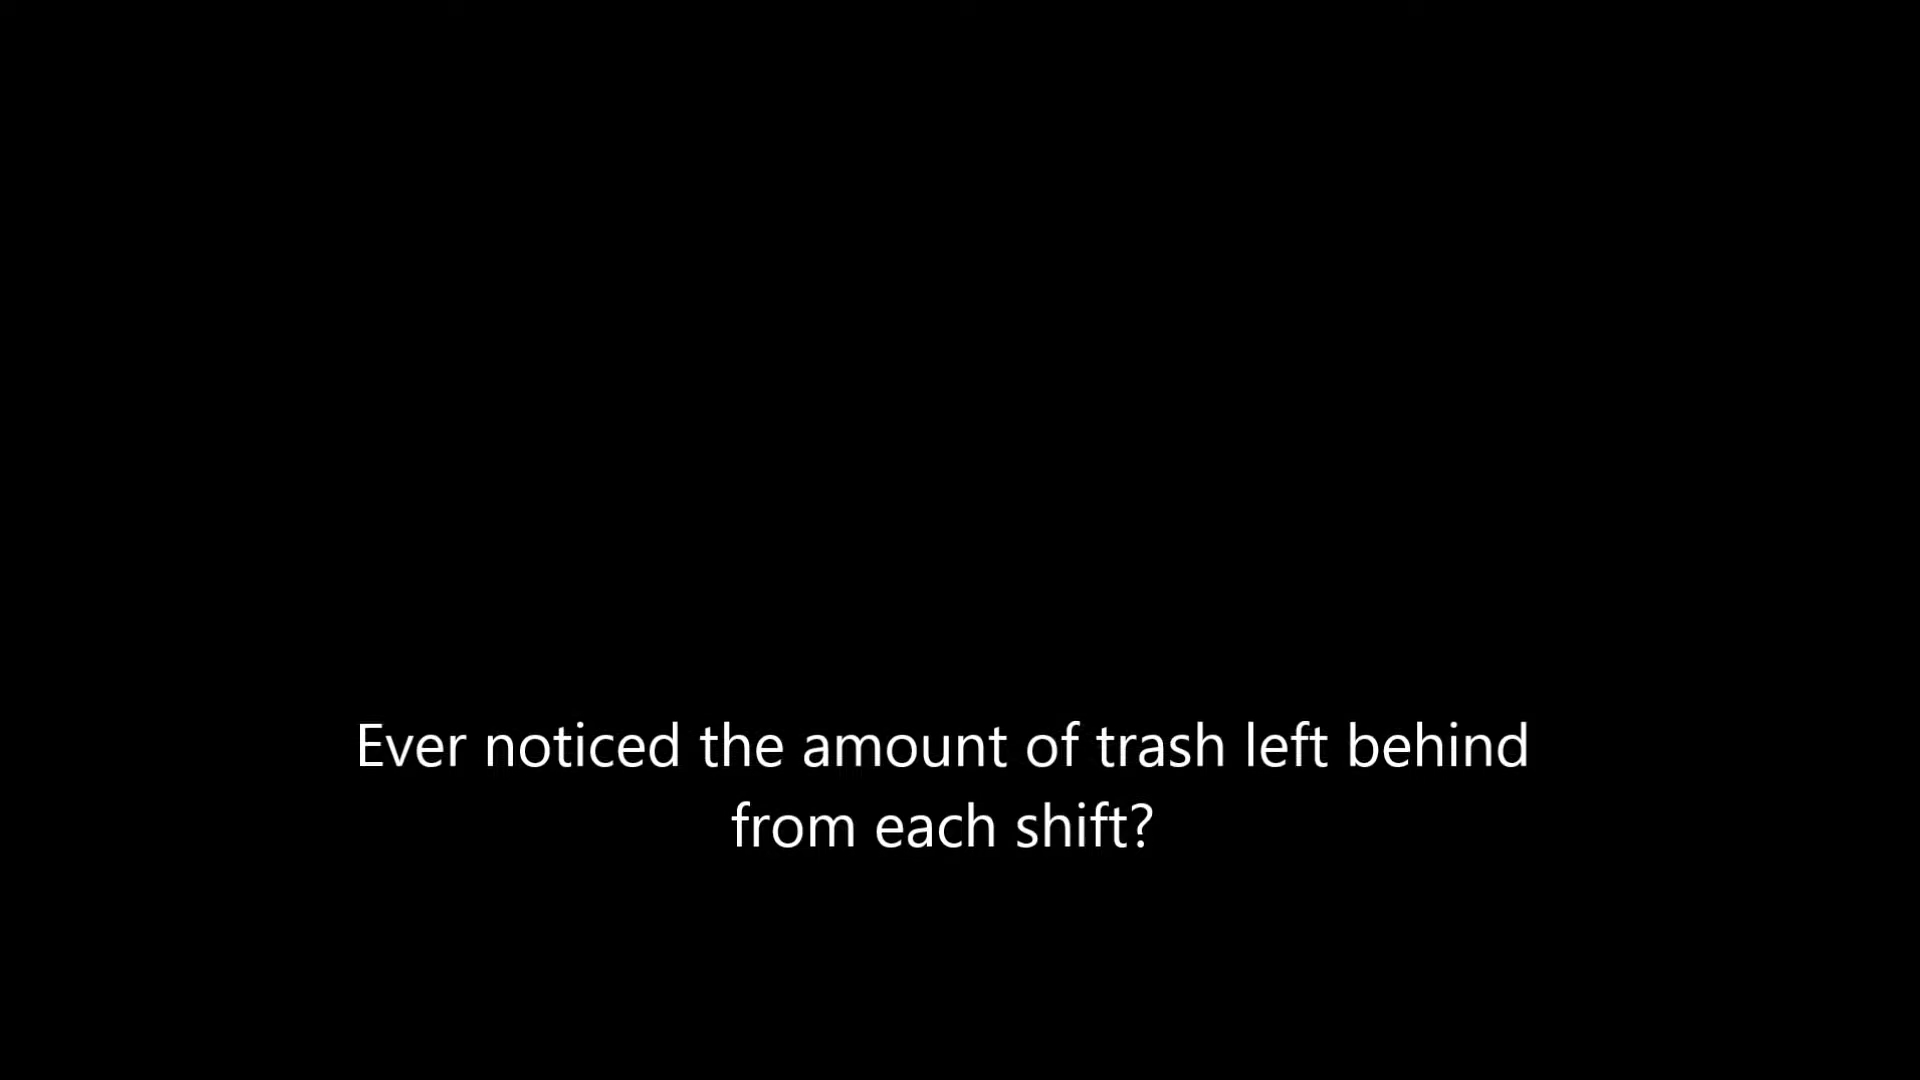 Ever noticed the amount of trash left behind
from each shift?